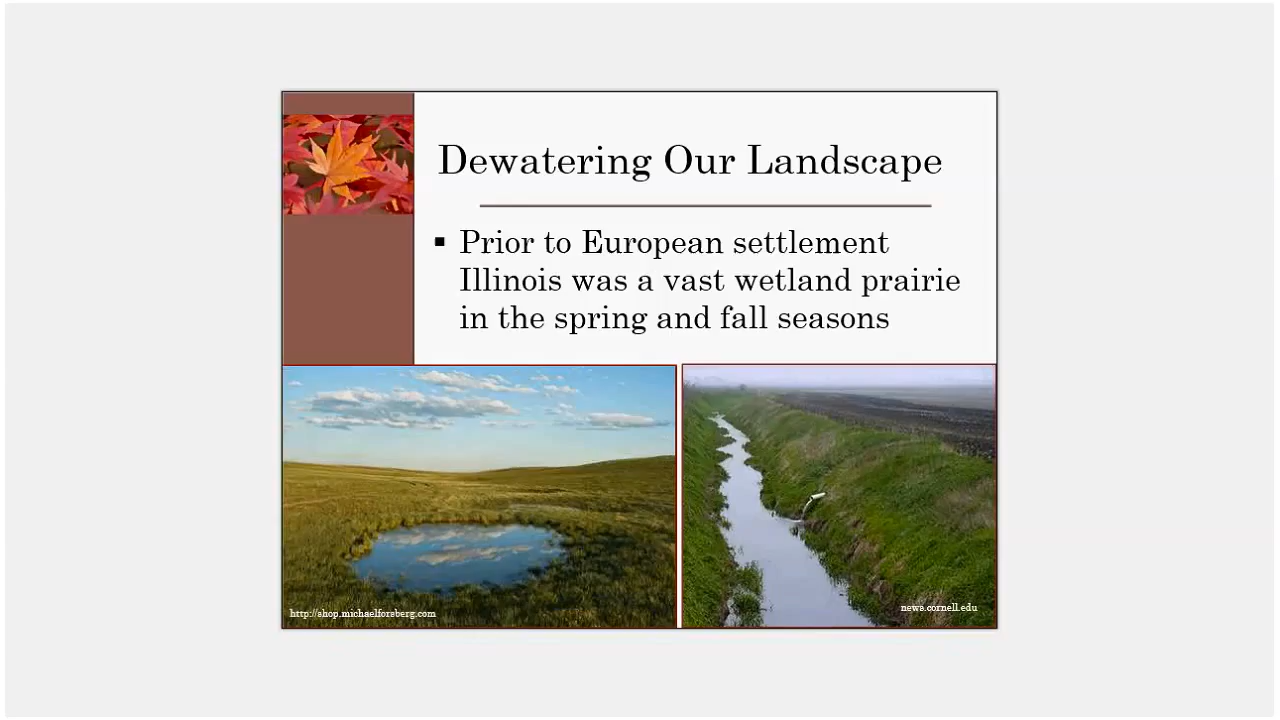 Dewatering Our Landscape
▪ Prior to European settlement
Illinois was a vast wetland prairie
in the spring and fall seasons
http://shop.michaelforsberg.com
news.cornell.edu